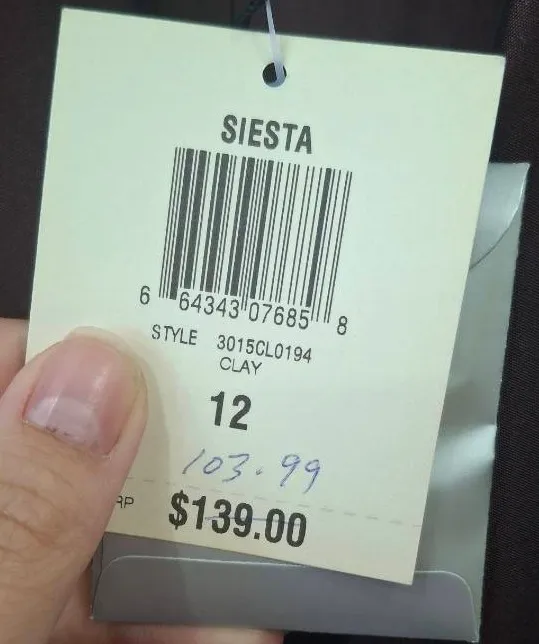 SIESTA
6 64343 07685 8
STYLE 3015CL0194
CLAY
12
103.99
RP $139.00